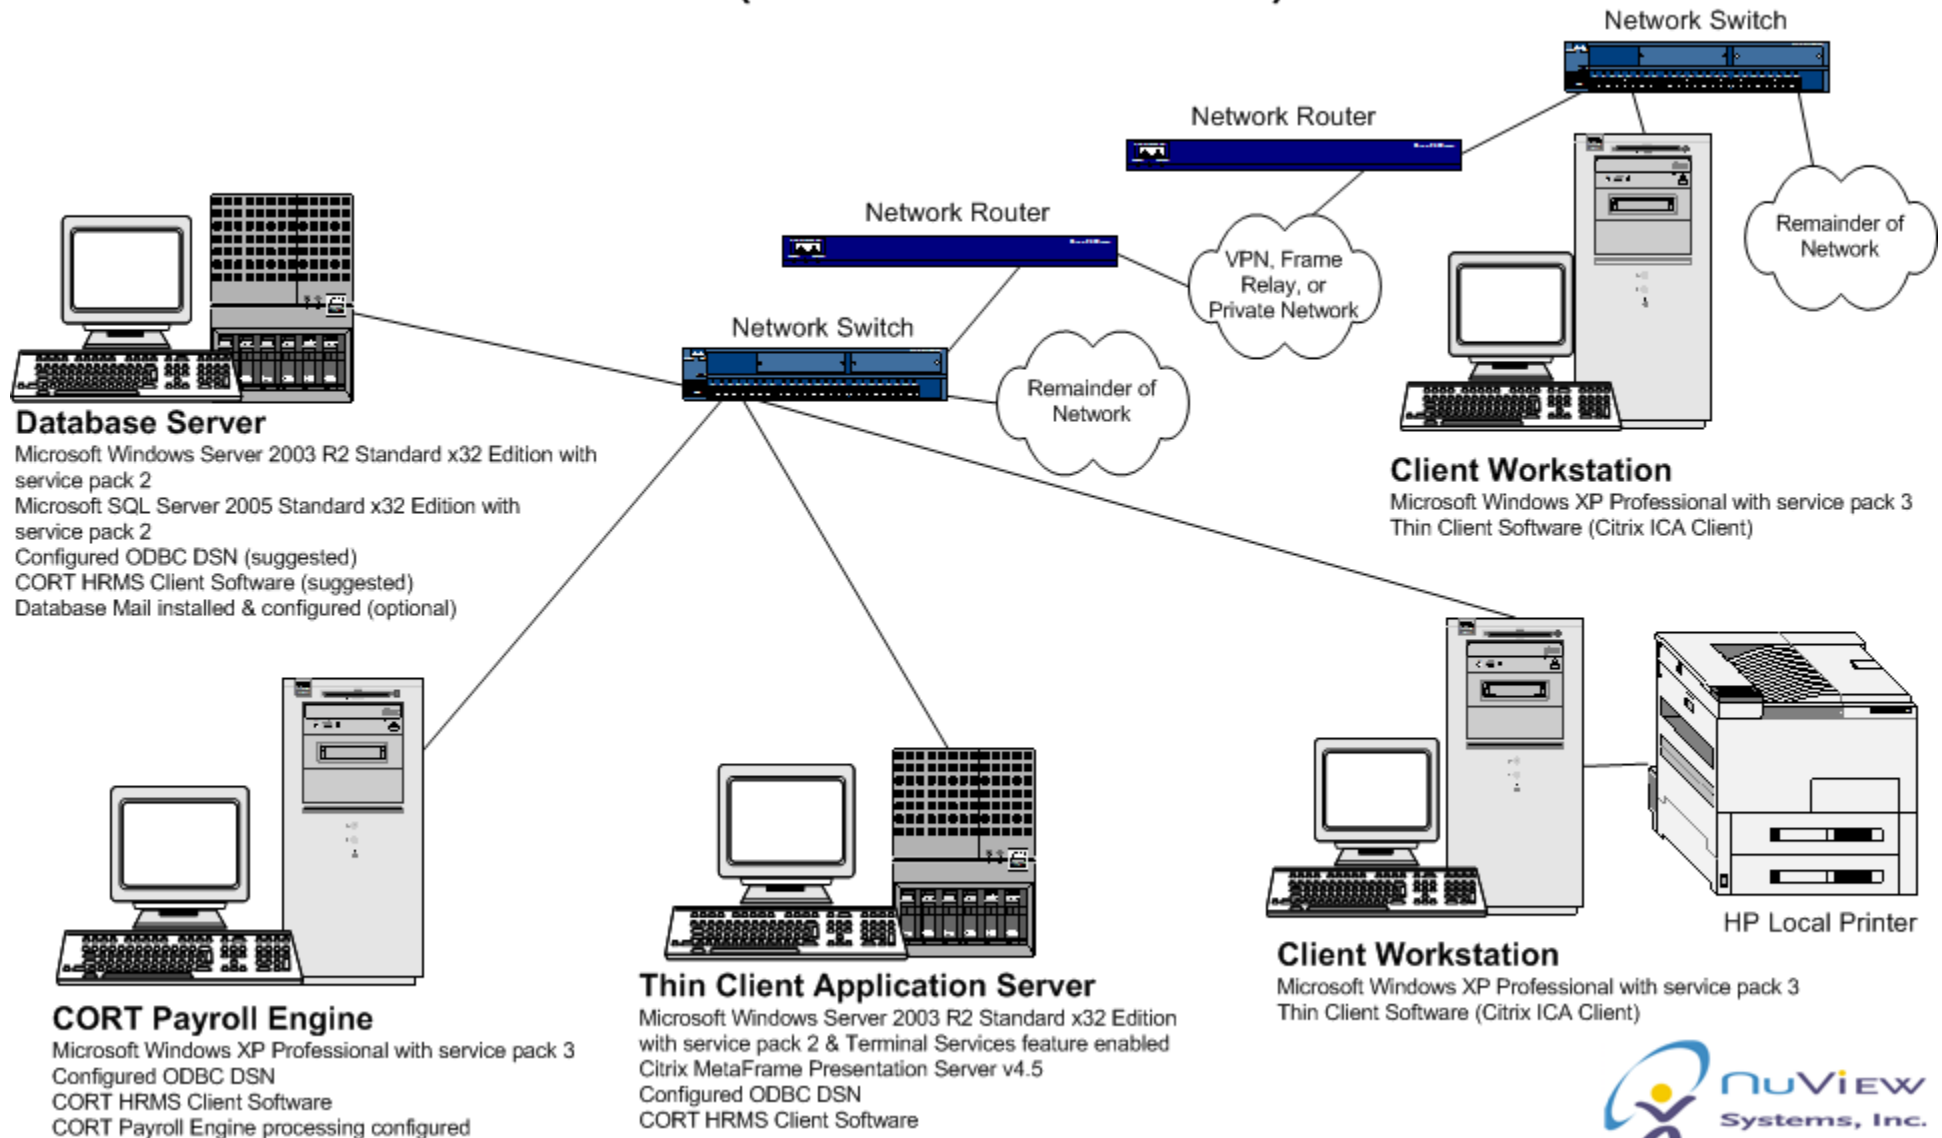 Network Switch
Network Router
Network Router
VPN, Frame
Relay, or
Private Network
Remainder of
Network
Network Switch
Remainder of
Network
Database Server
Microsoft Windows Server 2003 R2 Standard x32 Edition with
service pack 2
Microsoft SQL Server 2005 Standard x32 Edition with
service pack 2
Configured ODBC DSN (suggested)
CORT HRMS Client Software (suggested)
Database Mail installed & configured (optional)
Client Workstation
Microsoft Windows XP Professional with service pack 3
Thin Client Software (Citrix ICA Client)
HP Local Printer
Client Workstation
Microsoft Windows XP Professional with service pack 3
Thin Client Software (Citrix ICA Client)
Thin Client Application Server
Microsoft Windows Server 2003 R2 Standard x32 Edition
with service pack 2 & Terminal Services feature enabled
Citrix MetaFrame Presentation Server v4.5
Configured ODBC DSN
CORT HRMS Client Software
CORT Payroll Engine
Microsoft Windows XP Professional with service pack 3
Configured ODBC DSN
CORT HRMS Client Software
CORT Payroll Engine processing configured
NuView
Systems, Inc.